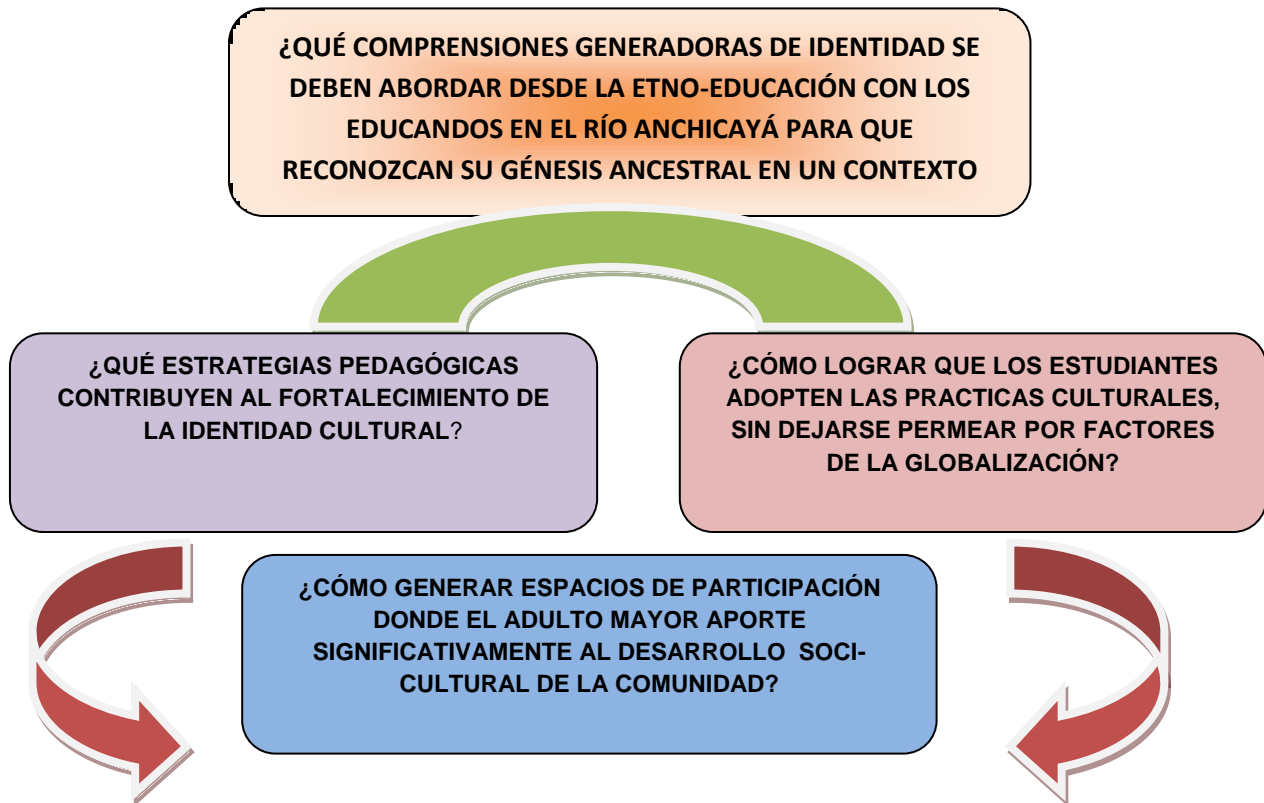 ¿QUÉ COMPRENSIONES GENERADORAS DE IDENTIDAD SE
DEBEN ABORDAR DESDE LA ETNO-EDUCACIÓN CON LOS
EDUCANDOS EN EL RÍO ANCHICAYÁ PARA QUE
RECONOZCAN SU GÉNESIS ANCESTRAL EN UN CONTEXTO
¿QUÉ ESTRATEGIAS PEDAGÓGICAS
CONTRIBUYEN AL FORTALECIMIENTO DE
LA IDENTIDAD CULTURAL?
¿CÓMO LOGRAR QUE LOS ESTUDIANTES
ADOPTEN LAS PRACTICAS CULTURALES,
SIN DEJARSE PERMEAR POR FACTORES
DE LA GLOBALIZACIÓN?
¿CÓMO GENERAR ESPACIOS DE PARTICIPACIÓN
DONDE EL ADULTO MAYOR APORTE
SIGNIFICATIVAMENTE AL DESARROLLO  SOCI-
CULTURAL DE LA COMUNIDAD?